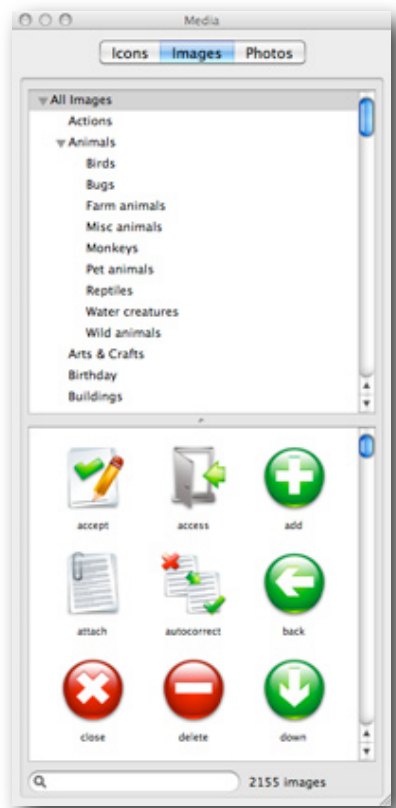 Media
Icons Images Photos
All Images
Actions
Animals
Birds
Bugs
Farm animals
Misc animals
Monkeys
Pet animals
Reptiles
Water creatures
Wild animals
Arts & Crafts
Birthday
Buildings
accept access add
attach autocorrect back
close delete down
2155 images